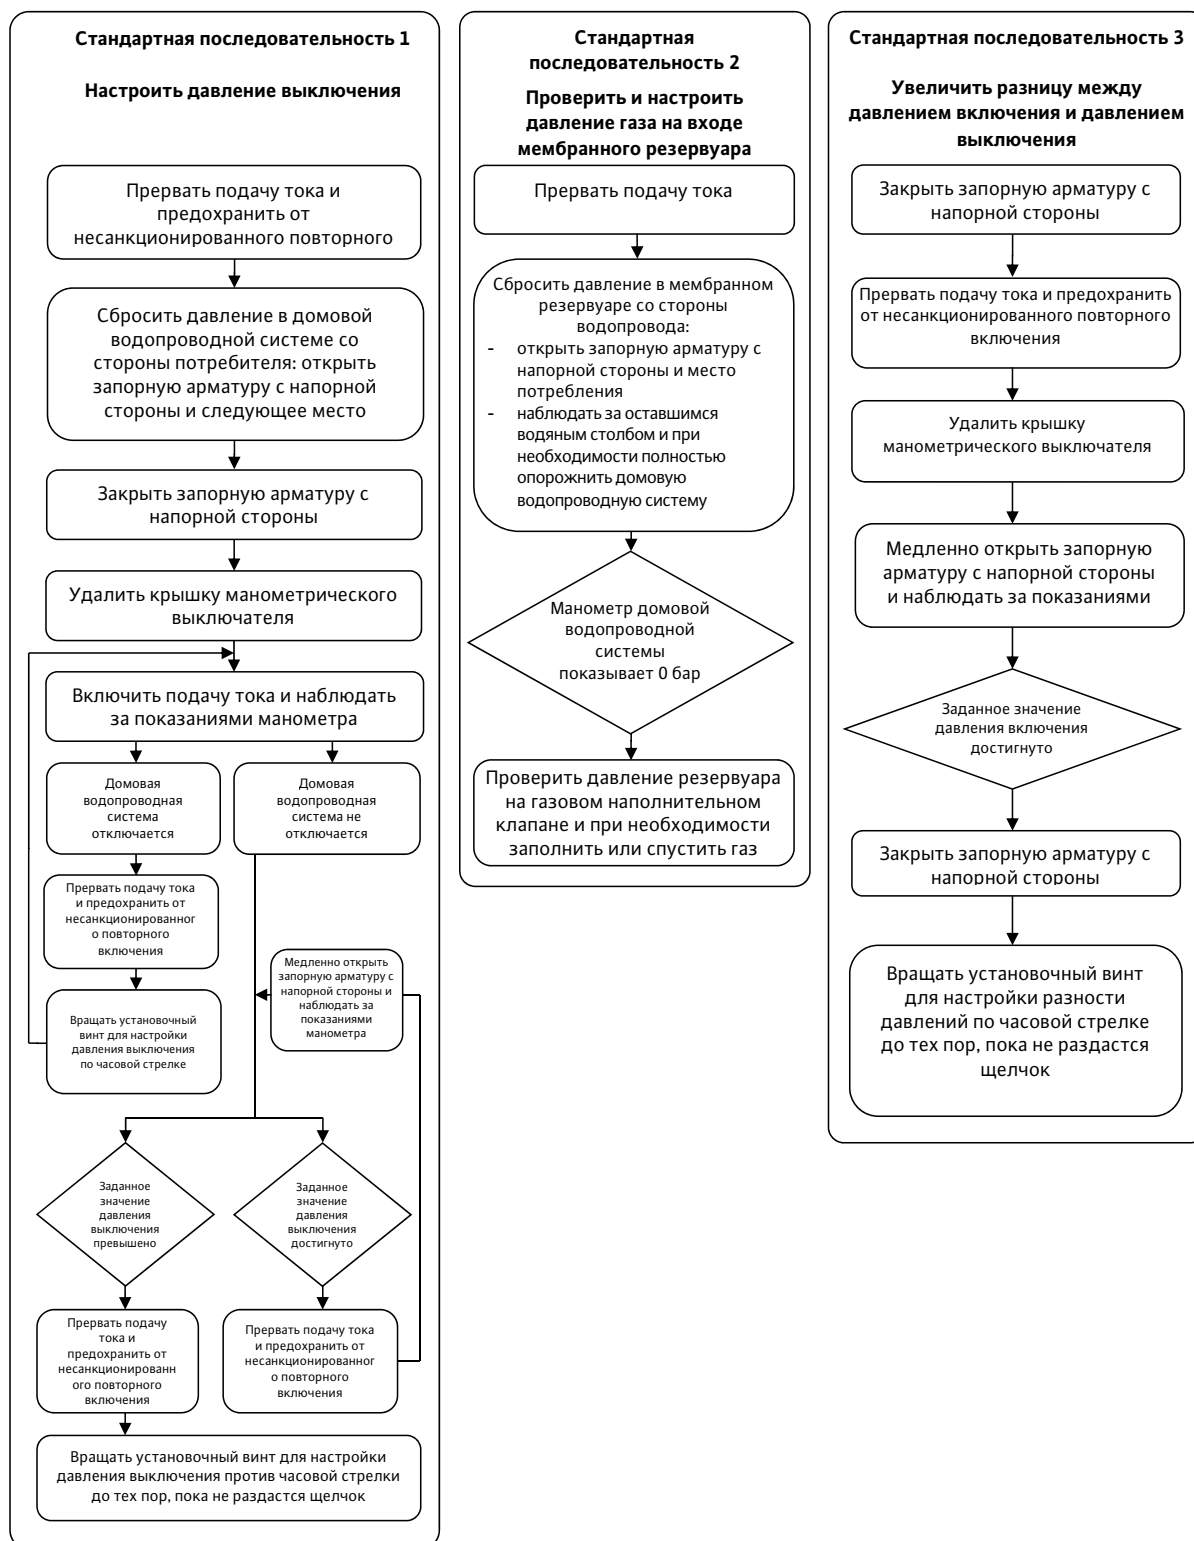 Стандартная последовательность 1
Настроить давление выключения
Прервать подачу тока и
предохранить от
несанкционированного повторного
Сбросить давление в домовой
водопроводной системе со
стороны потребителя: открыть
запорную арматуру с напорной
стороны и следующее место
Закрыть запорную арматуру с
напорной стороны
Удалить крышку манометрического
выключателя
Включить подачу тока и наблюдать
за показаниями манометра
Домовая
водопроводная
система
отключается
Домовая
водопроводная
система не
отключается
Прервать подачу тока
и предохранить от
несанкционированног
о повторного
включения
Медленно открыть
запорную арматуру с
напорной стороны и
наблюдать за
показаниями
манометра
Вращать установочный
винт для настройки
давления выключения
по часовой стрелке
Заданное
значение
давления
выключения
превышено
Заданное
значение
давления
выключения
достигнуто
Прервать подачу
тока и
предохранить от
несанкционированн
ого повторного
включения
Прервать подачу тока
и предохранить от
несанкционированног
о повторного
включения
Вращать установочный винт для настройки
давления выключения против часовой стрелки
до тех пор, пока не раздастся щелчок
Стандартная
последовательность 2
Проверить и настроить
давление газа на входе
мембранного резервуара
Прервать подачу тока
Сбросить давление в мембранном
резервуаре со стороны
водопровода:
- открыть запорную арматуру с
напорной стороны и место
потребления
- наблюдать за оставшимся
водяным столбом и при
необходимости полностью
опорожнить домовую
водопроводную систему
Манометр домовой
водопроводной
системы
показывает 0 бар
Проверить давление резервуара
на газовом наполнительном
клапане и при необходимости
заполнить или спустить газ
Стандартная последовательность 3
Увеличить разницу между
давлением включения и давлением
выключения
Закрыть запорную арматуру с
напорной стороны
Прервать подачу тока и предохранить
от несанкционированного повторного
включения
Удалить крышку
манометрического выключателя
Медленно открыть запорную
арматуру с напорной стороны
и наблюдать за показаниями
Заданное значение
давления включения
достигнуто
Закрыть запорную арматуру с
напорной стороны
Вращать установочный винт
для настройки разности
давлений по часовой стрелке
до тех пор, пока не раздастся
щелчок